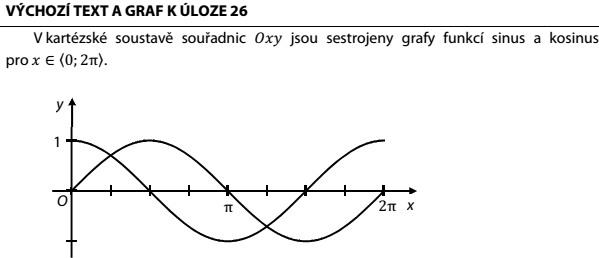 VÝCHOZÍ TEXT A GRAF K ÚLOZE 26
V kartézské soustavě souřadnic Oxy jsou sestrojeny grafy funkcí sinus a kosinus
pro x ∈ ⟨0; 2π⟩.
y
1
O
π
2π x